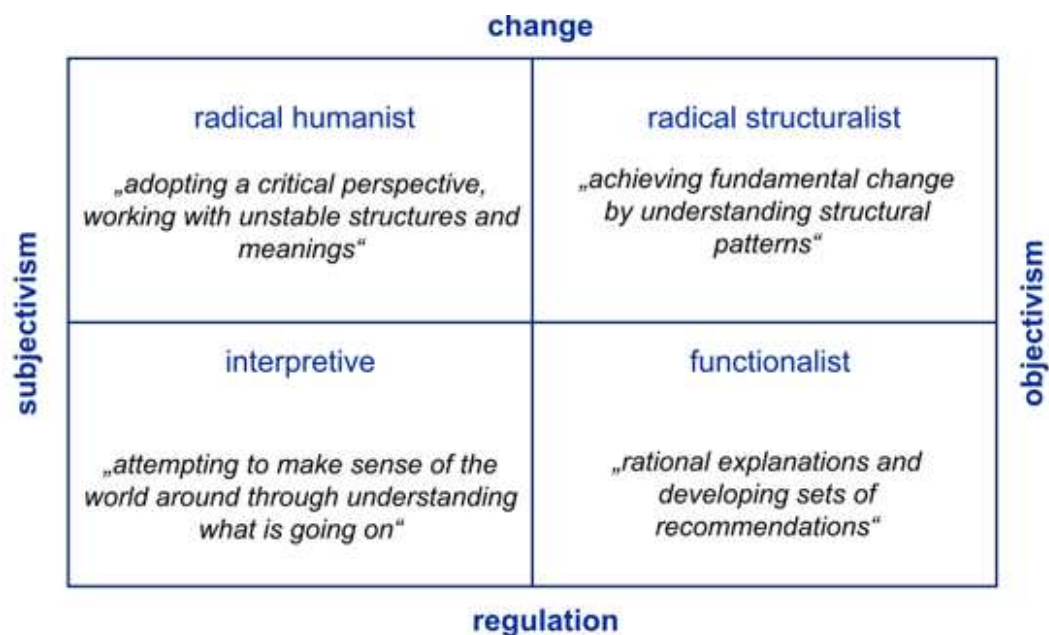 change
radical humanist
„adopting a critical perspective,
working with unstable structures and
meanings“
radical structuralist
„achieving fundamental change
by understanding structural
patterns“
subjectivism
objectivism
interpretive
„attempting to make sense of the
world around through understanding
what is going on“
functionalist
„rational explanations and
developing sets of
recommendations“
regulation